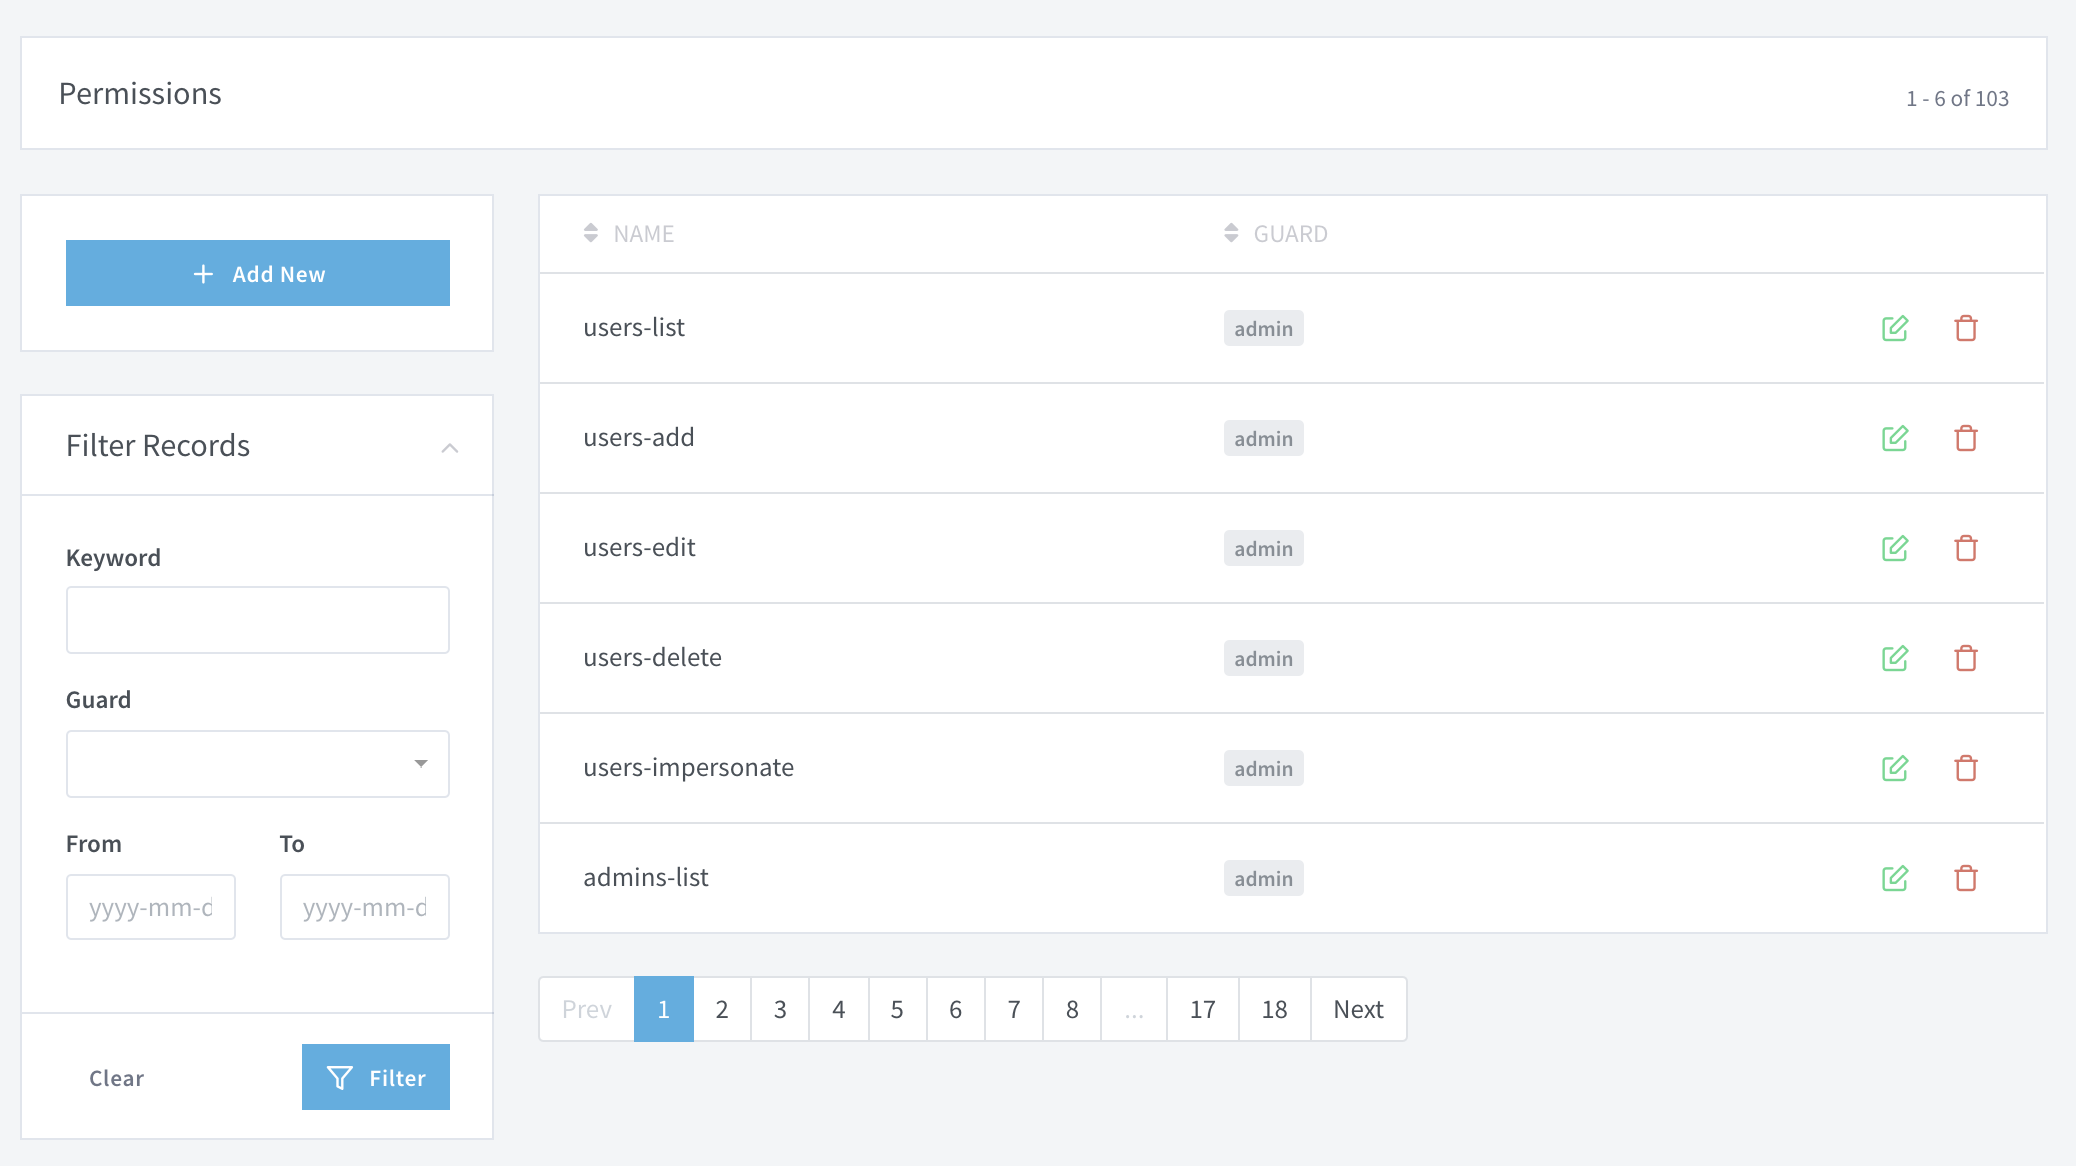 Permissions
1 - 6 of 103
Add New
Filter Records
Keyword
Guard
From To
yyyy-mm-d yyyy-mm-d
Clear Filter
NAME GUARD
users-list admin
users-add admin
users-edit admin
users-delete admin
users-impersonate admin
admins-list admin
Prev 1 2 3 4 5 6 7 8 ... 17 18 Next